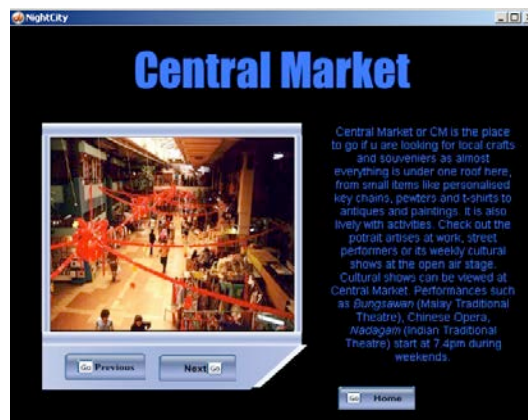 NightCity
Central Market
Central Market or CM is the place
to go if u are looking for local crafts
and souveniers as almost
everything is under one roof here,
from small items like personalised
key chains, pewters and t-shirts to
antiques and paintings. it is also
lively with activities. Check out the
potrait artises at work, street
performers or its weekly cultural
shows at the open air stage.
Cultural shows can be viewed at
Central Market. Performances such
as Bungsawan (Malay Traditional
Theatre), Chinese Opera,
Nadagam (Indian Traditional
Theatre) start at 7.4pm during
weekends.
Go Previous
Next Go
Go Home